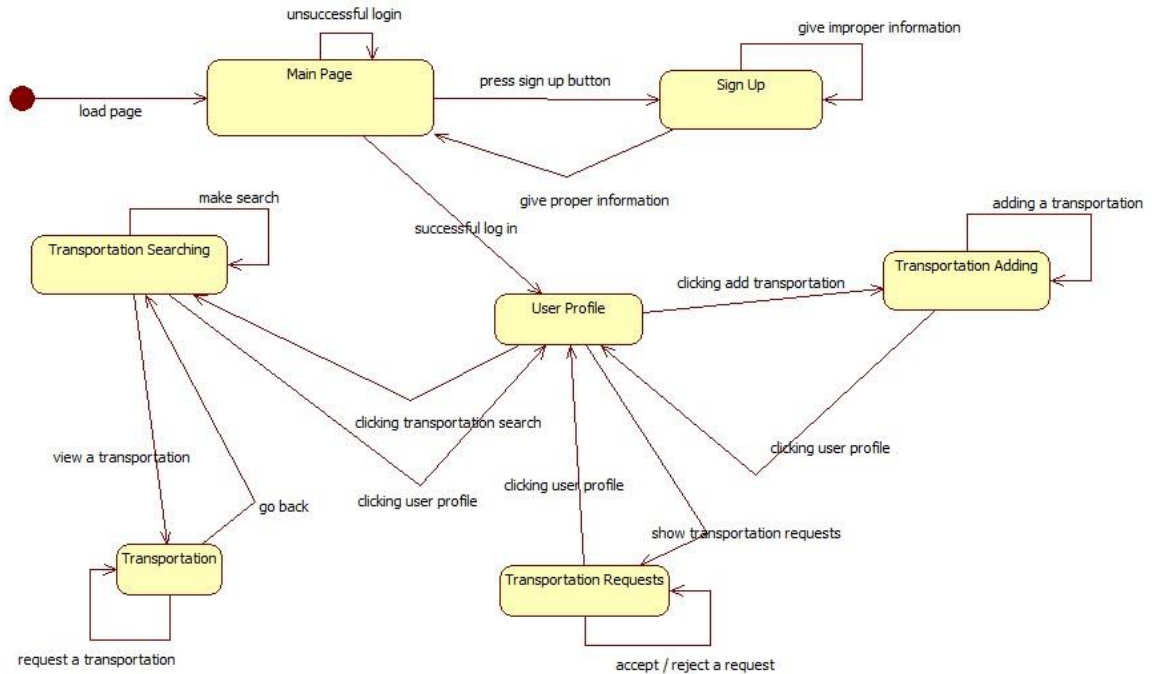 unsuccessful login
give improper information
Main Page
Sign Up
press sign up button
load page
give proper information
make search
adding a transportation
successful log in
Transportation Searching
Transportation Adding
clicking add transportation
User Profile
clicking transportation search
clicking user profile
view a transportation
clicking user profile
clicking user profile
go back
show transportation requests
Transportation
Transportation Requests
request a transportation
accept / reject a request